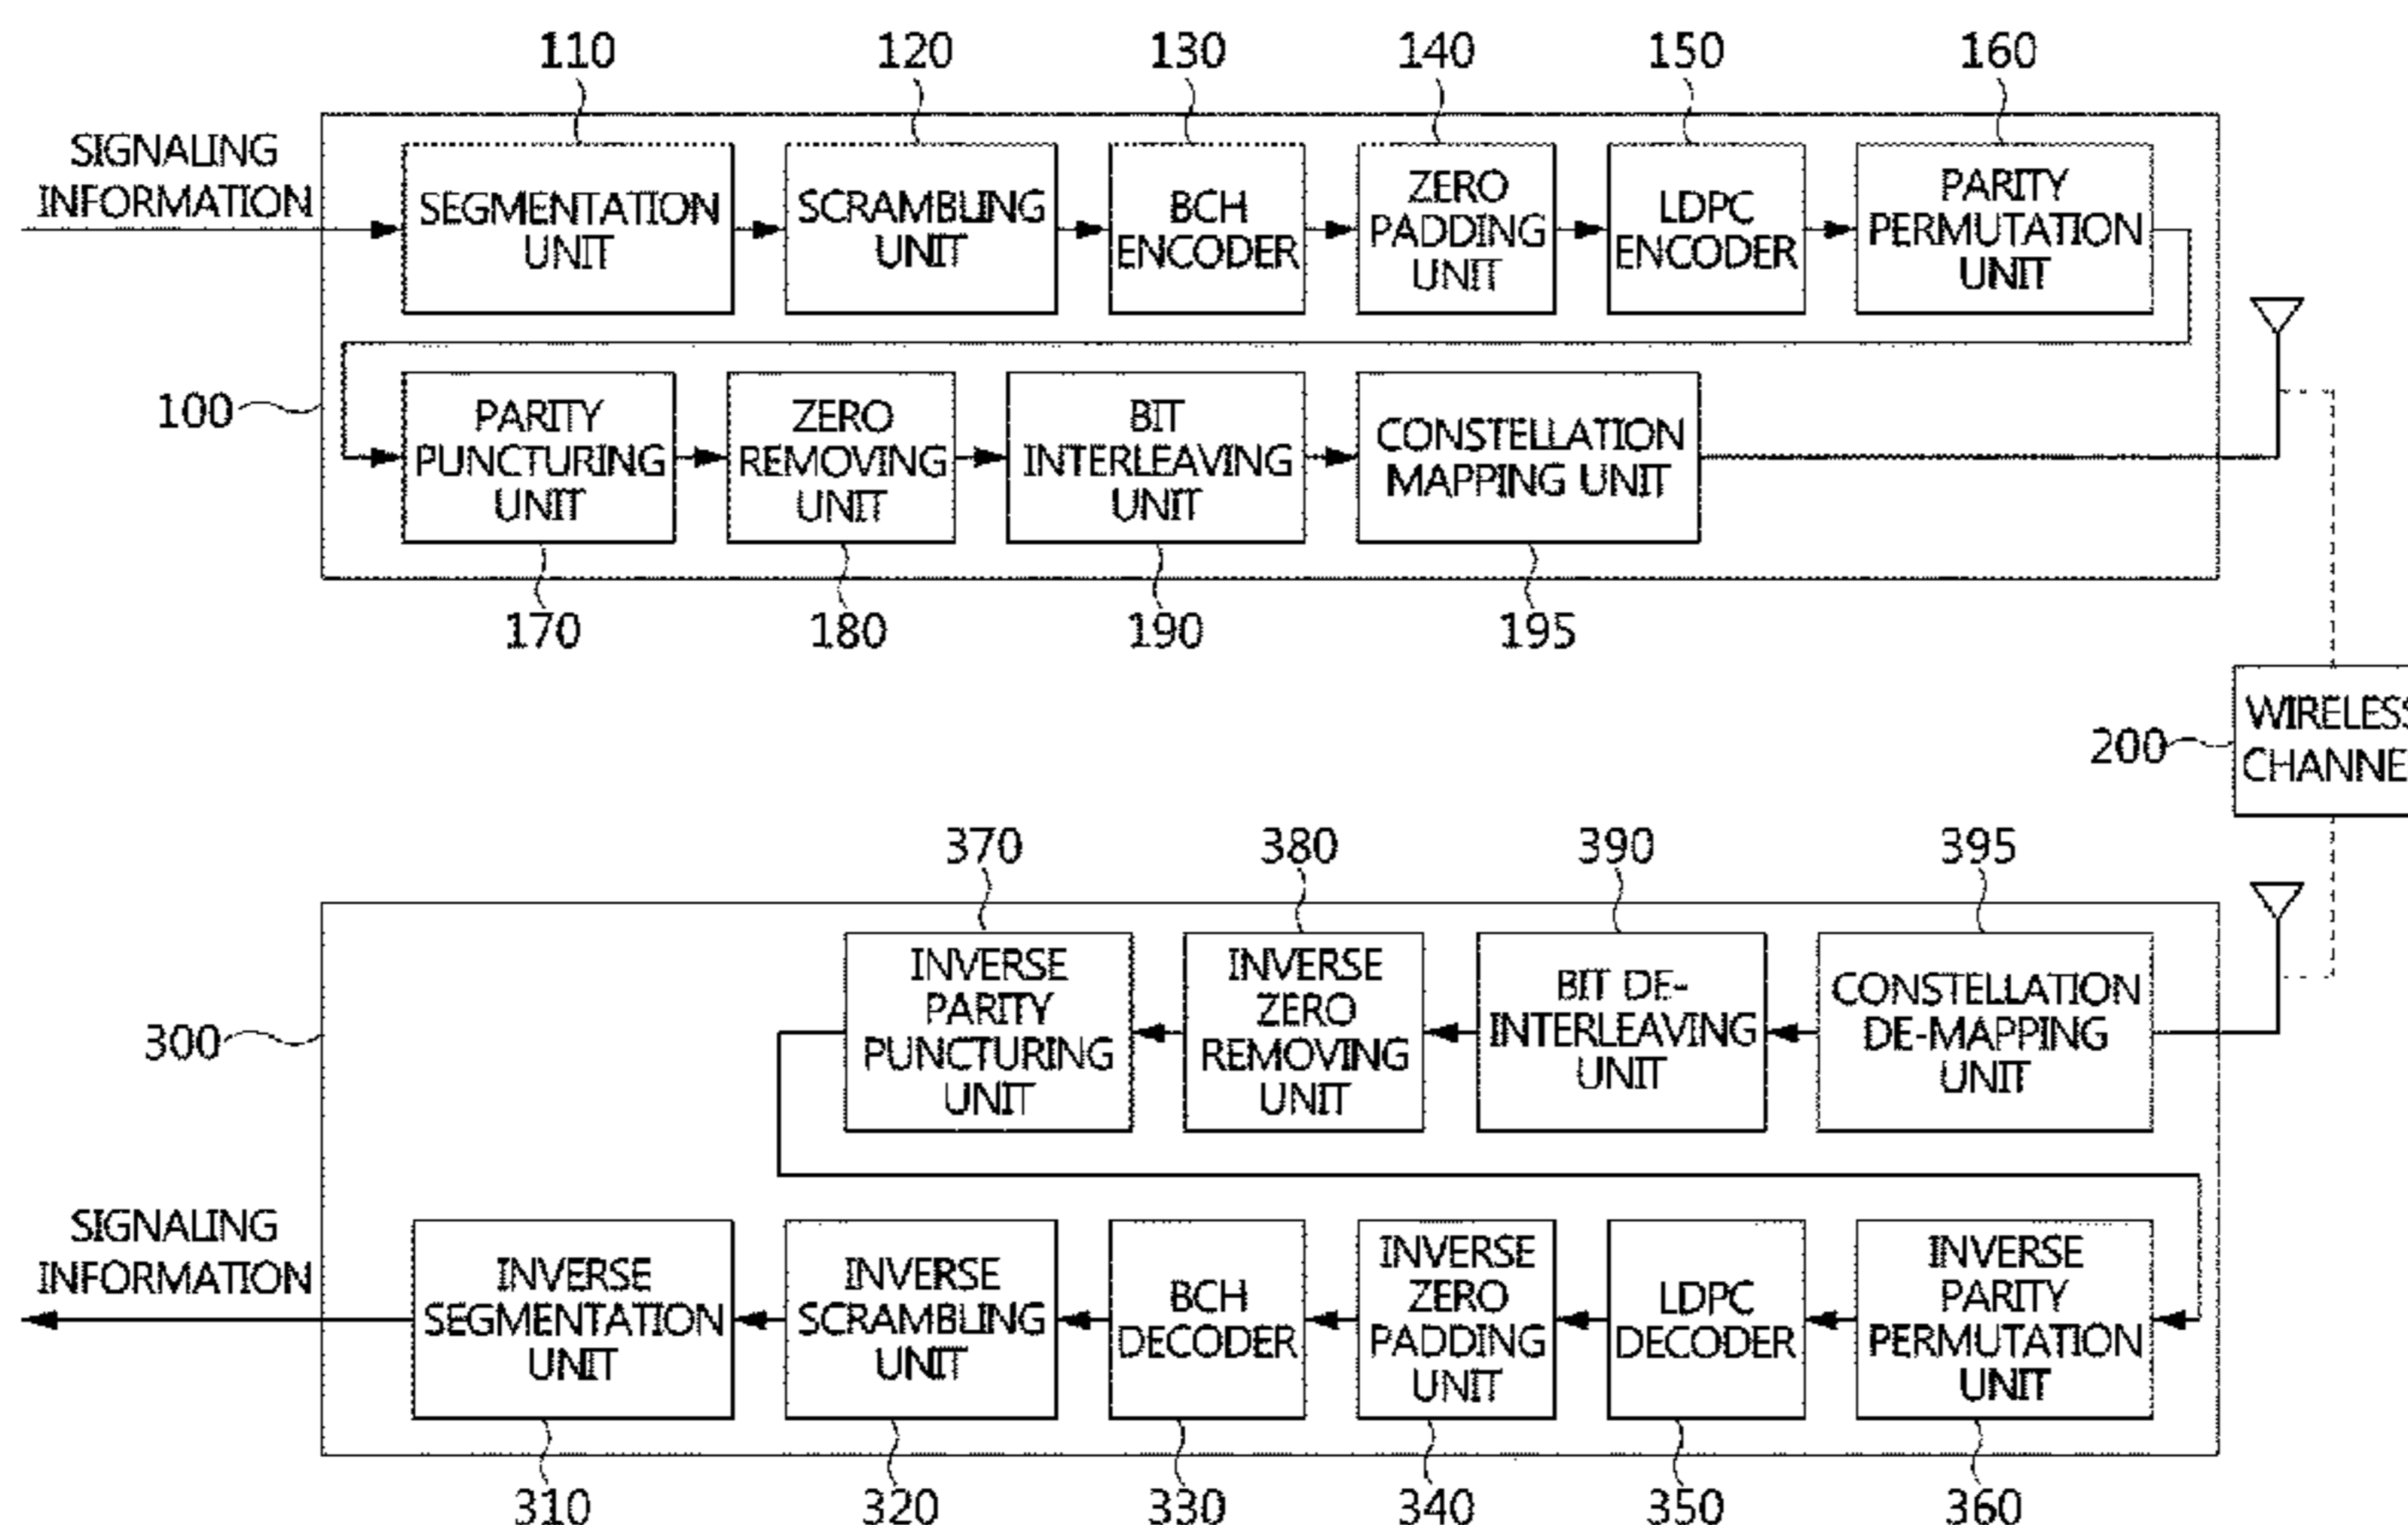 110 120 130 140 150 160
SIGNALING
INFORMATION
SEGMENTATION
UNIT
SCRAMBLING
UNIT
BCH
ENCODER
ZERO
PADDING
UNIT
LDPC
ENCODER
PARITY
PERMUTATION
UNIT
100
PARITY
PUNCTURING
UNIT
ZERO
REMOVING
UNIT
BIT
INTERLEAVING
UNIT
CONSTELLATION
MAPPING UNIT
170 180 190 195
200
WIRELESS
CHANNE
370 380 390 395
300
INVERSE
PARITY
PUNCTURING
UNIT
INVERSE
ZERO
REMOVING
UNIT
BIT DE-
INTERLEAVING
UNIT
CONSTELLATION
DE-MAPPING
UNIT
SIGNALING
INFORMATION
INVERSE
SEGMENTATION
UNIT
INVERSE
SCRAMBLING
UNIT
BCH
DECODER
INVERSE
ZERO
PADDING
UNIT
LDPC
DECODER
INVERSE
PARITY
PERMUTATION
UNIT
310 320 330 340 350 360